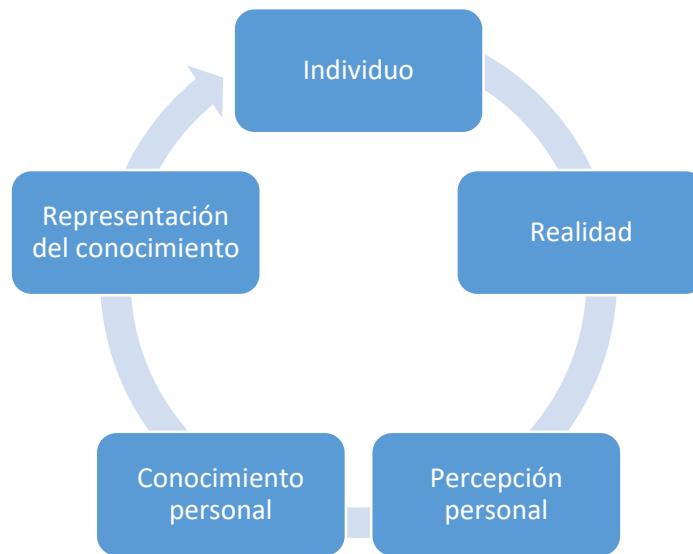 Individuo
Realidad
Percepción
personal
Conocimiento
personal
Representación
del conocimiento